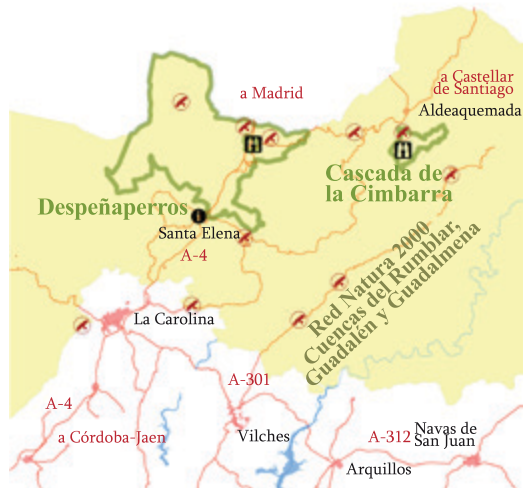 a Castellar
de Santiago
a Madrid
Aldeaquemada
Cascada de
la Cimbarra
Despeñaperros
Santa Elena
A-4
Red Natura 2000
Cuencas del Rumblar,
Guadalén y Guadalmena
La Carolina
A-301
A-4
a Córdoba-Jaen
Vilches
A-312
Navas de
San Juan
Arquillos